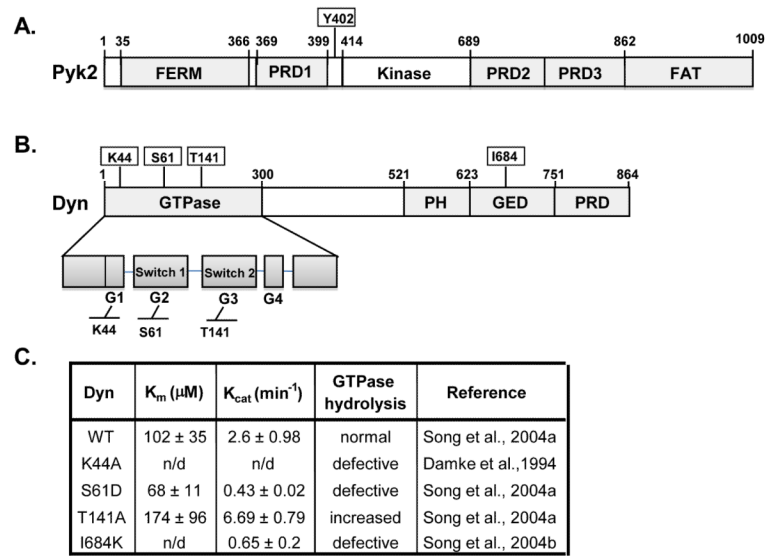 A.
Y402
1 35 366 369 399 414 689 862 1009
Pyk2 FERM PRD1 Kinase PRD2 PRD3 FAT
B.
K44 S61 T141 I684
1 300 521 623 751 864
Dyn GTPase PH GED PRD
Switch 1 Switch 2
G1 G2 G3 G4
K44 S61 T141
C.
Dyn Km (μM) Kcat (min-1) GTPase hydrolysis Reference
WT 102 ± 35 2.6 ± 0.98 normal Song et al., 2004a
K44A n/d n/d defective Damke et al.,1994
S61D 68 ± 11 0.43 ± 0.02 defective Song et al., 2004a
T141A 174 ± 96 6.69 ± 0.79 increased Song et al., 2004a
I684K n/d 0.65 ± 0.2 defective Song et al., 2004b